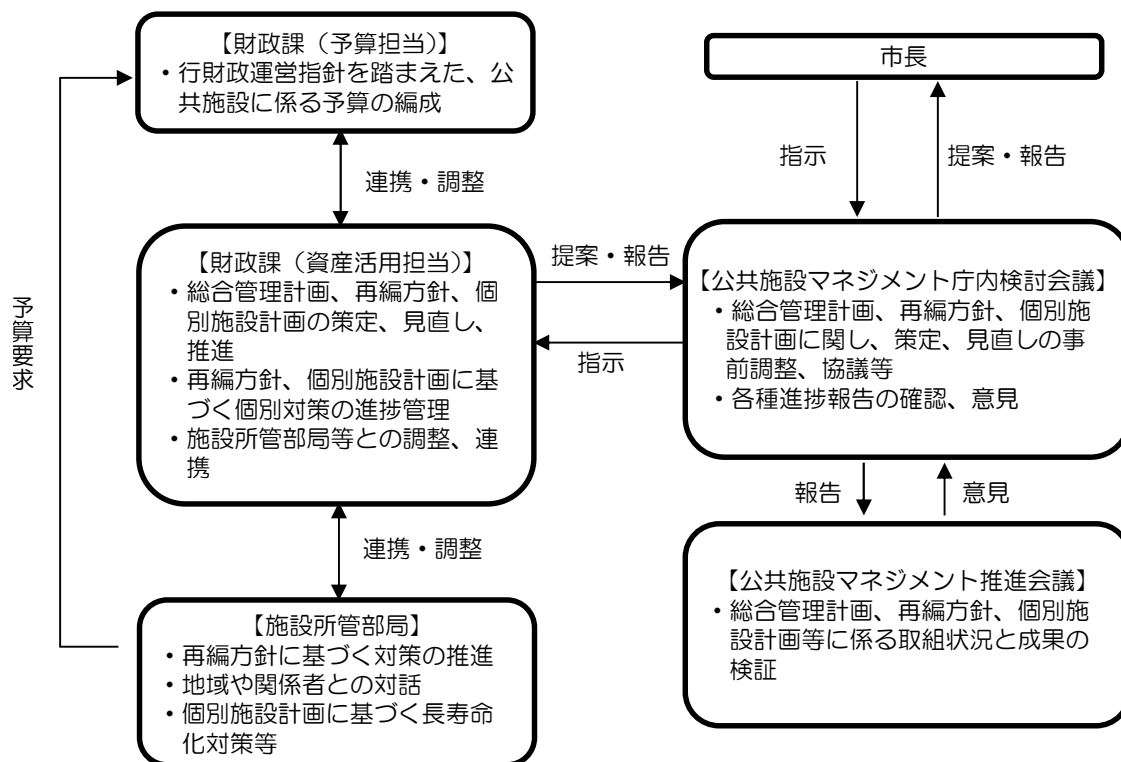 【財政課（予算担当）】
・行財政運営指針を踏まえた、公
共施設に係る予算の編成
市長
指示
提案・報告
連携・調整
【財政課（資産活用担当）】
・総合管理計画、再編方針、個
別施設計画の策定、見直し、
推進
・再編方針、個別施設計画に基
づく個別対策の進捗管理
・施設所管部局等との調整、連
携
提案・報告
指示
【公共施設マネジメント庁内検討会議】
・総合管理計画、再編方針、個別施
設計画に関し、策定、見直しの事
前調整、協議等
・各種進捗報告の確認、意見
予算要求
連携・調整
報告
意見
【施設所管部局】
・再編方針に基づく対策の推進
・地域や関係者との対話
・個別施設計画に基づく長寿命
化対策等
【公共施設マネジメント推進会議】
・総合管理計画、再編方針、個別施
設計画等に係る取組状況と成果の
検証